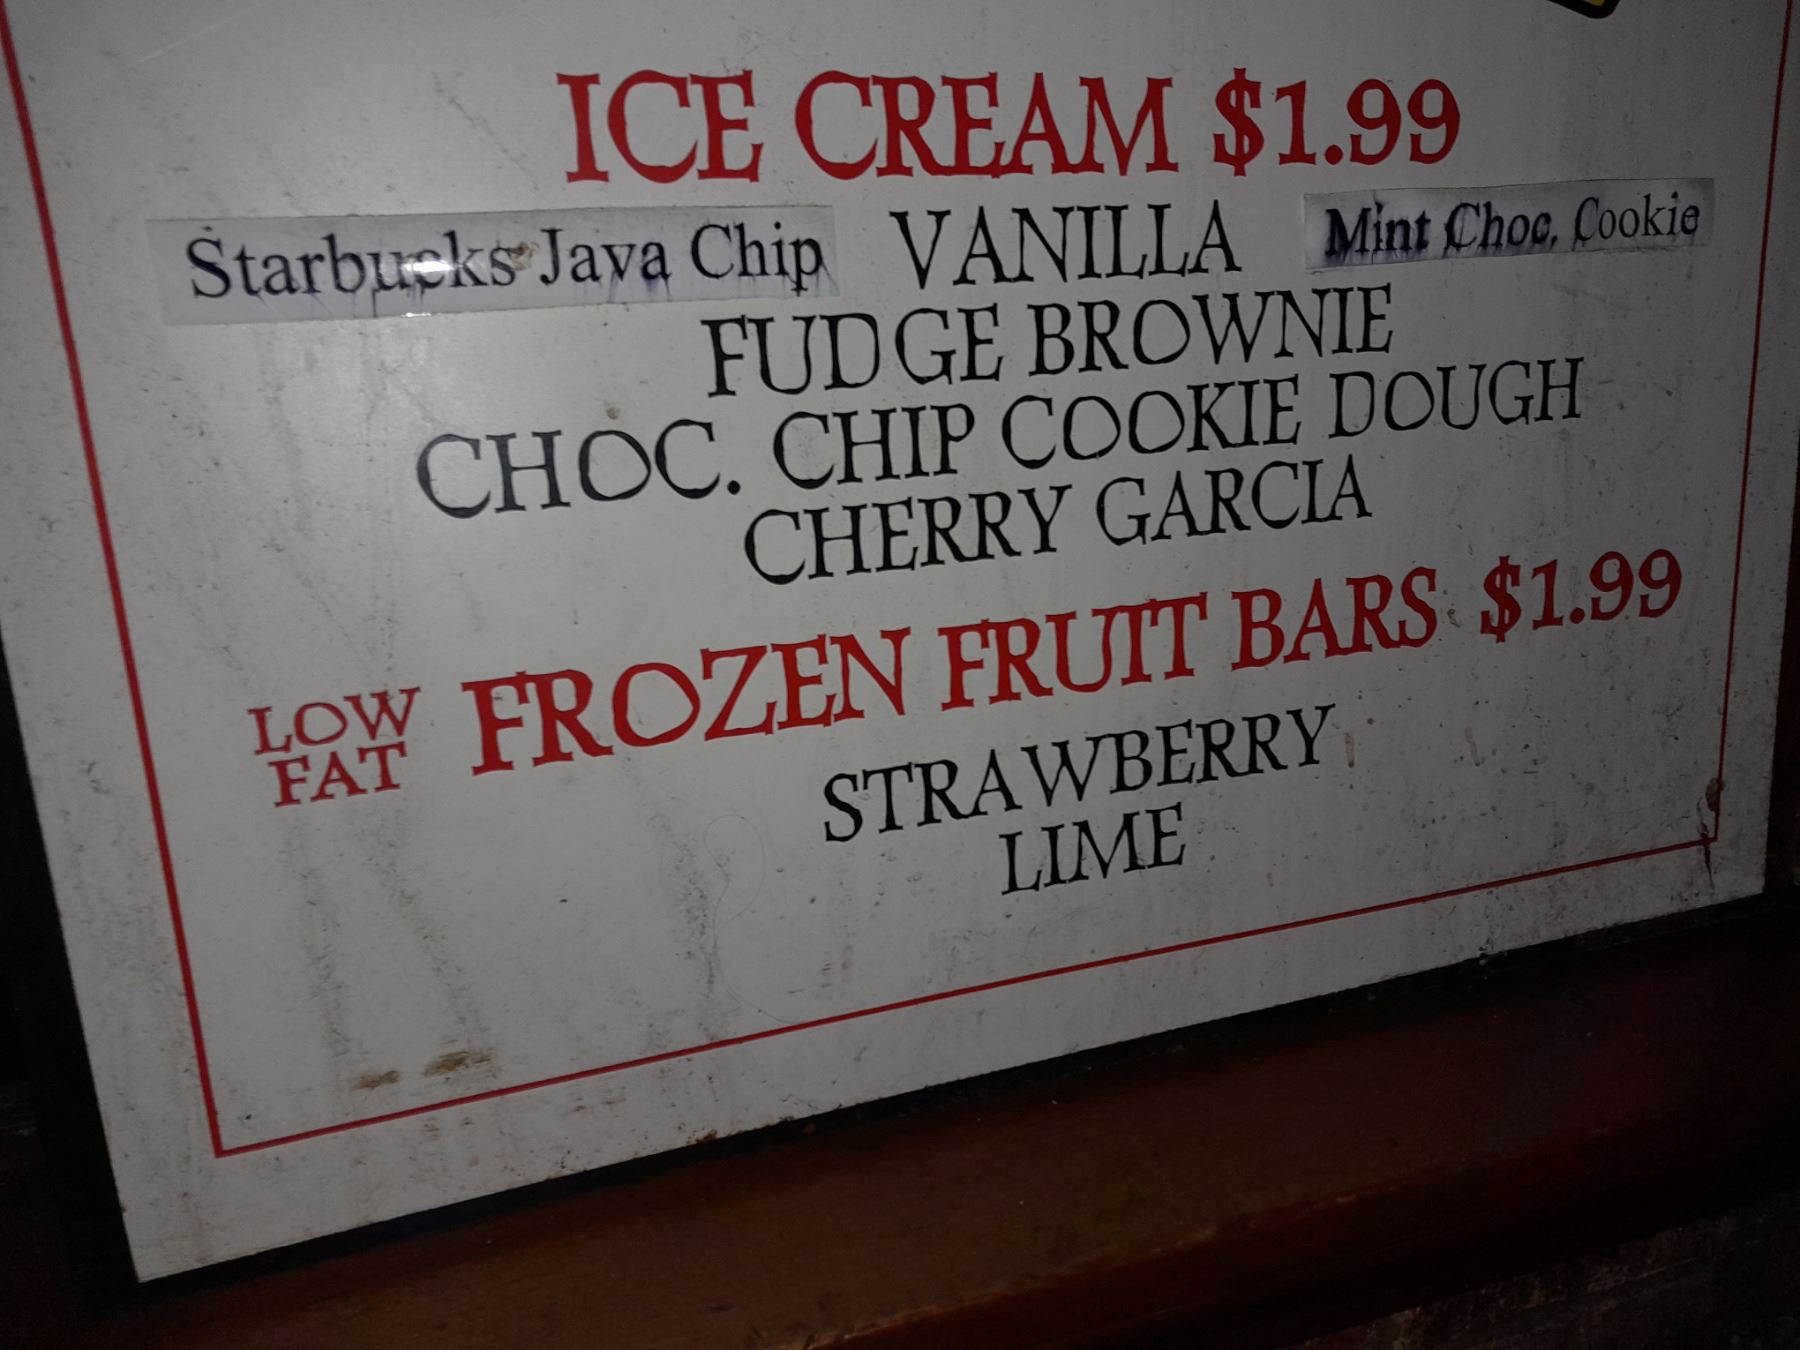 ICE CREAM $1.99
Starbucks Java Chip VANILLA Mint Choc. Cookie
FUDGE BROWNIE
CHOC. CHIP COOKIE DOUGH
CHERRY GARCIA
LOW FAT FROZEN FRUIT BARS $1.99
STRAWBERRY
LIME